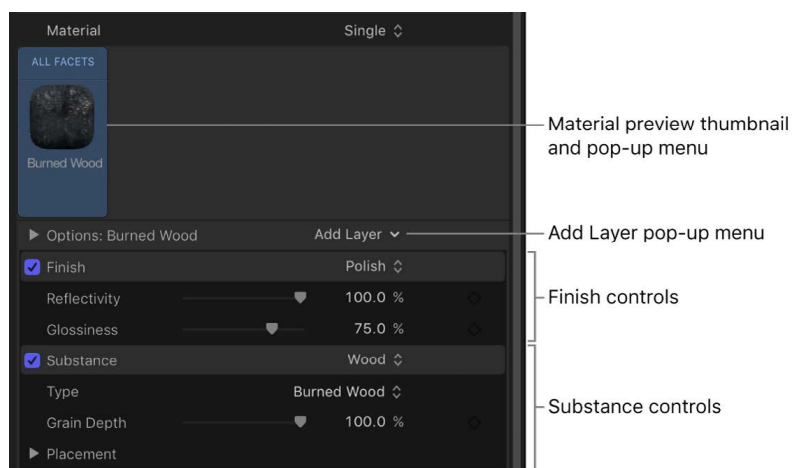 Material Single
ALL FACETS
Burned Wood
Material preview thumbnail
and pop-up menu
Options: Burned Wood Add Layer
Add Layer pop-up menu
Finish Polish
Reflectivity 100.0 %
Glossiness 75.0 %
Finish controls
Substance Wood
Type Burned Wood
Grain Depth 100.0 %
Placement
Substance controls